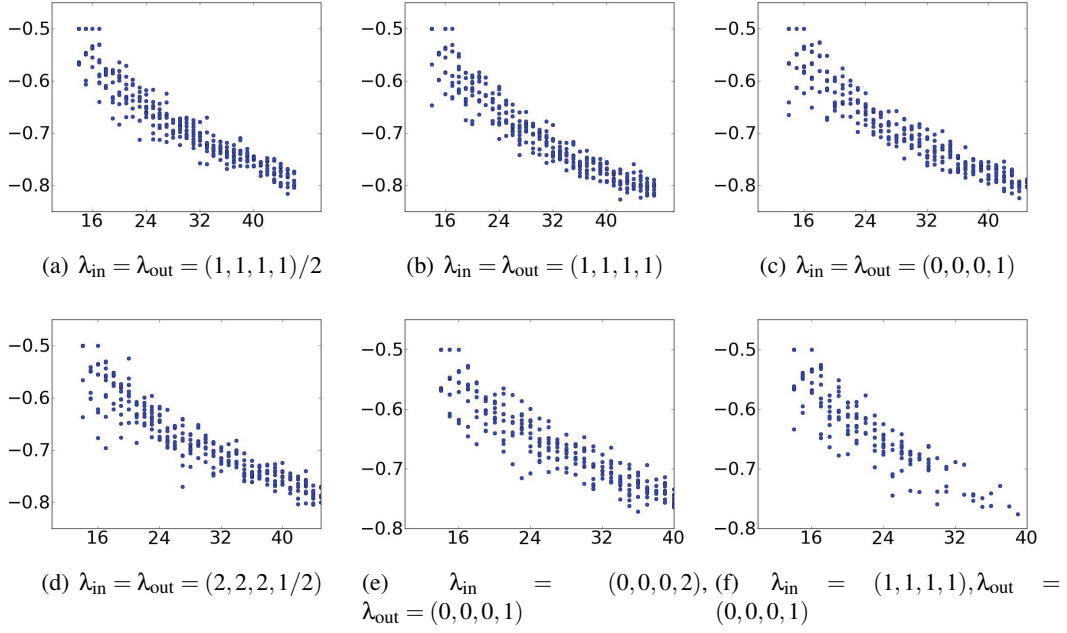 −0.5 −0.5 −0.5
−0.6 −0.6 −0.6
−0.7 −0.7 −0.7
−0.8 −0.8 −0.8
16 24 32 40 16 24 32 40 16 24 32 40
(a) λin = λout = (1,1,1,1)/2 (b) λin = λout = (1,1,1,1) (c) λin = λout = (0,0,0,1)
−0.5 −0.5 −0.5
−0.6 −0.6 −0.6
−0.7 −0.7 −0.7
−0.8 −0.8 −0.8
16 24 32 40 16 24 32 40 16 24 32 40
(d) λin = λout = (2,2,2,1/2) (e) λin = (0,0,0,2), (f) λin = (1,1,1,1), λout =
λout = (0,0,0,1) (0,0,0,1)